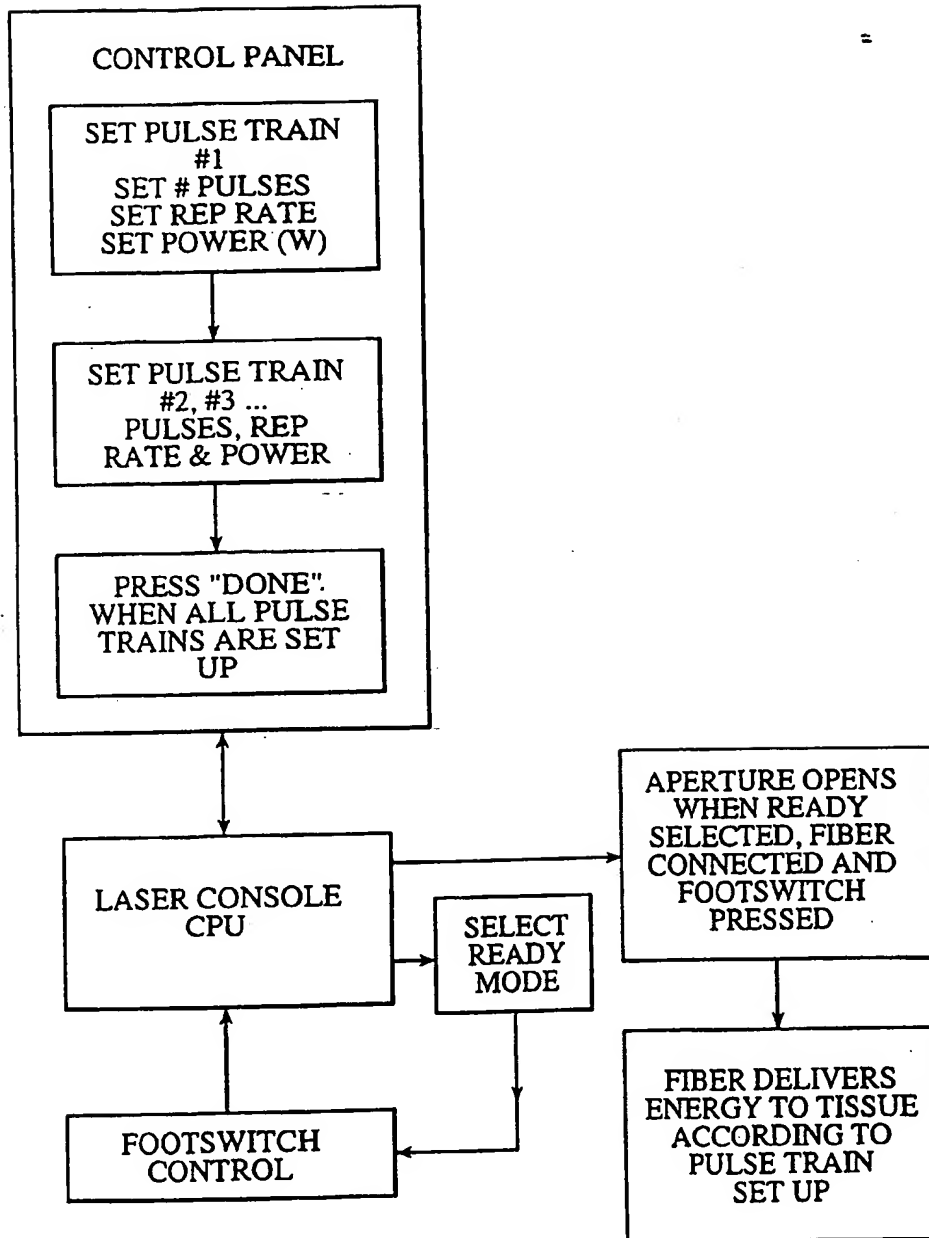 CONTROL PANEL
SET PULSE TRAIN
#1
SET # PULSES
SET REP RATE
SET POWER (W)
SET PULSE TRAIN
#2, #3 ...
PULSES, REP
RATE & POWER
PRESS "DONE".
WHEN ALL PULSE
TRAINS ARE SET
UP
LASER CONSOLE
CPU
SELECT
READY
MODE
FOOTSWITCH
CONTROL
APERTURE OPENS
WHEN READY
SELECTED, FIBER
CONNECTED AND
FOOTSWITCH
PRESSED
FIBER DELIVERS
ENERGY TO TISSUE
ACCORDING TO
PULSE TRAIN
SET UP